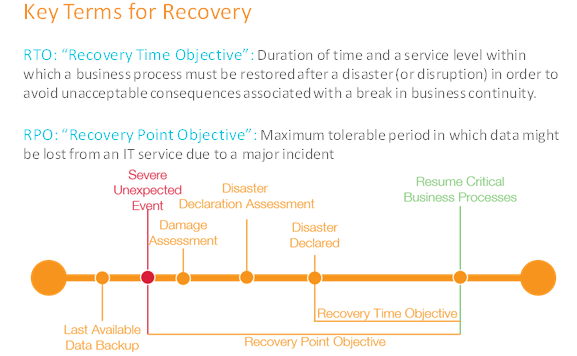 Key Terms for Recovery
RTO: “Recovery Time Objective”: Duration of time and a service level within
which a business process must be restored after a disaster (or disruption) in order to
avoid unacceptable consequences associated with a break in business continuity.
RPO: “Recovery Point Objective”: Maximum tolerable period in which data might
be lost from an IT service due to a major incident
Severe
Unexpected
Event
Damage
Assessment
Disaster
Declaration Assessment
Disaster
Declared
Resume Critical
Business Processes
Last Available
Data Backup
Recovery Time Objective
Recovery Point Objective